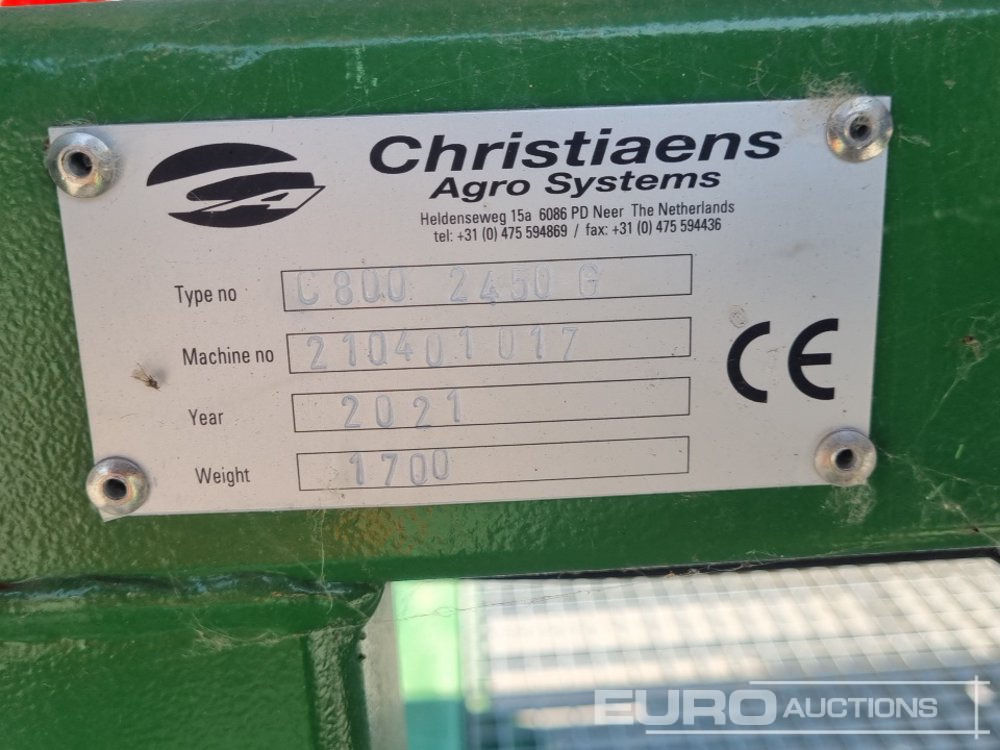 Christiaens
Agro Systems
Heldenseweg 15a 6086 PD Neer The Netherlands
tel: +31 (0) 475 594869 / fax: +31 (0) 475 594436
Type no C800 2450 G
Machine no 210401017
Year 2021
Weight 1700
CE
EURO AUCTIONS